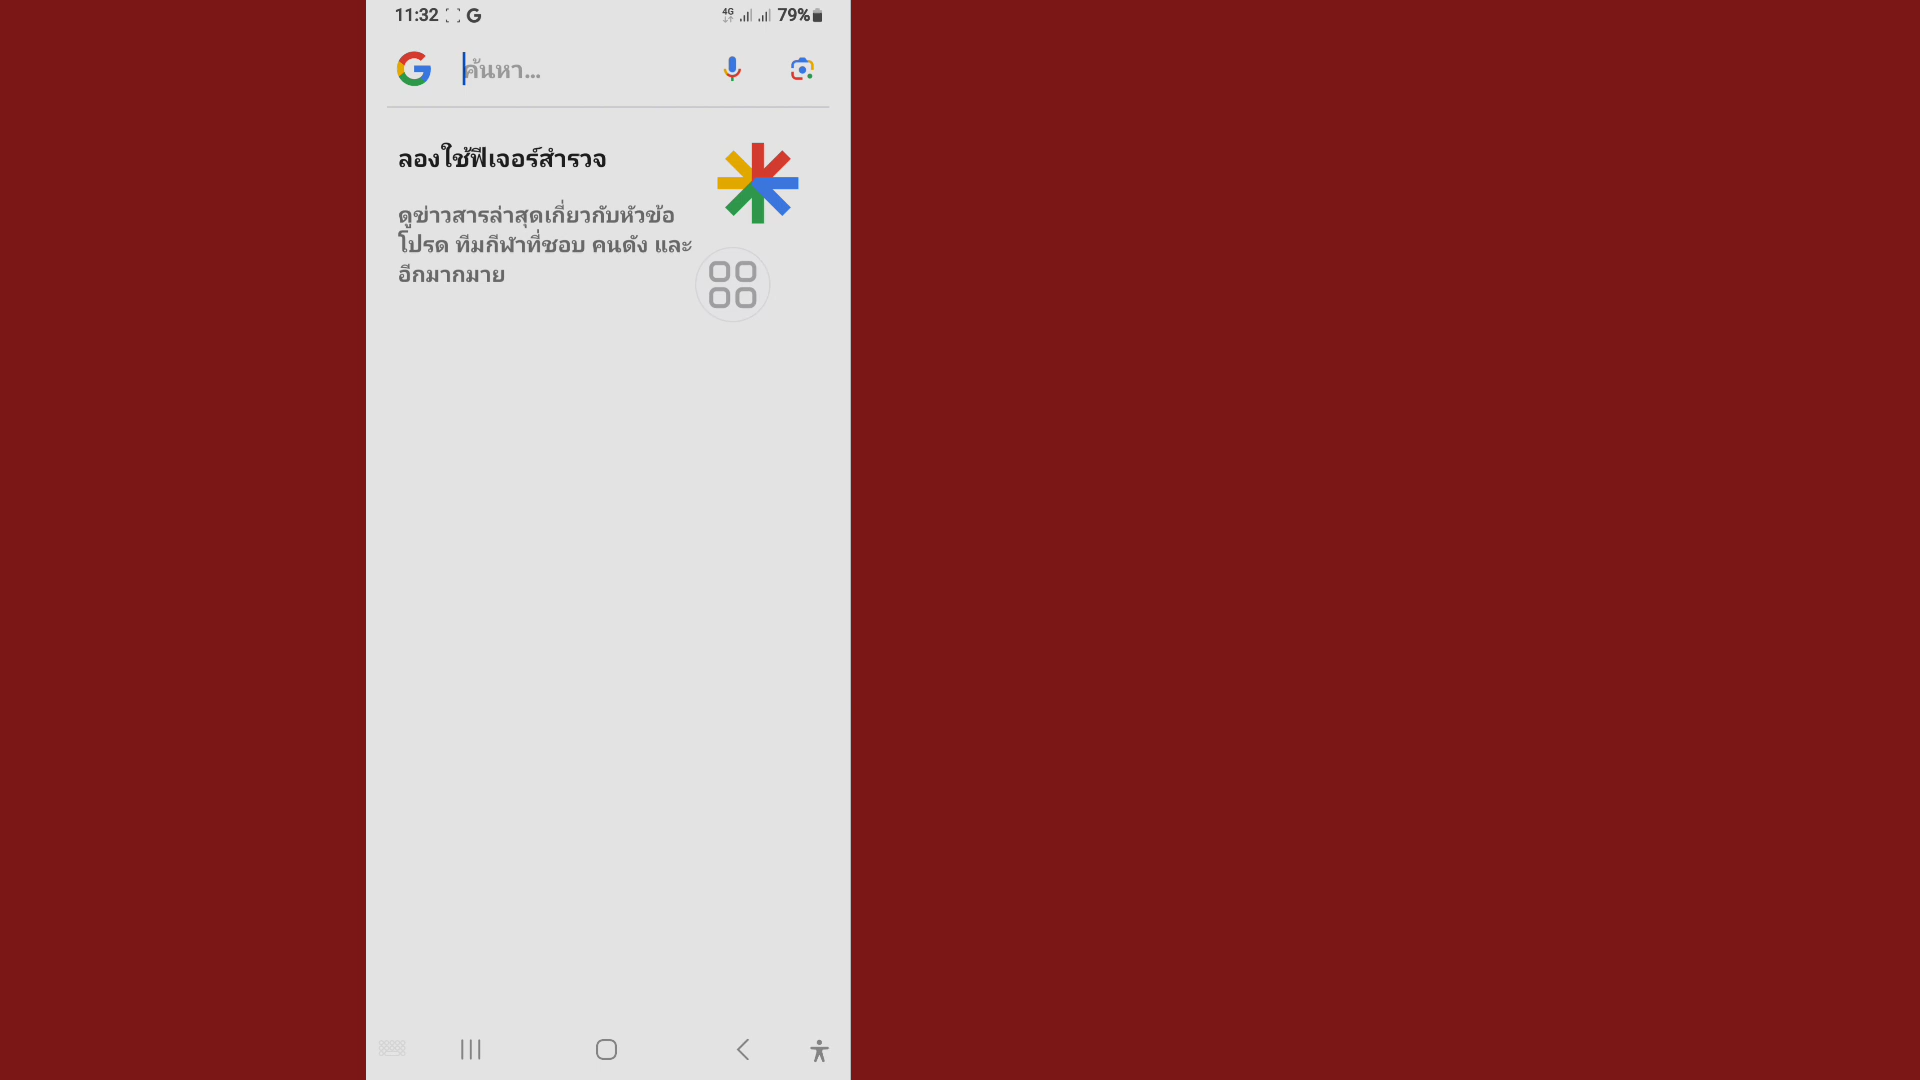 11:32
4G
79%
ค้นหา...
ลองใช้ฟีเจอร์สำรวจ
ดูข่าวสารล่าสุดเกี่ยวกับหัวข้อ
โปรด ทีมกีฬาที่ชอบ คนดัง และ
อีกมากมาย